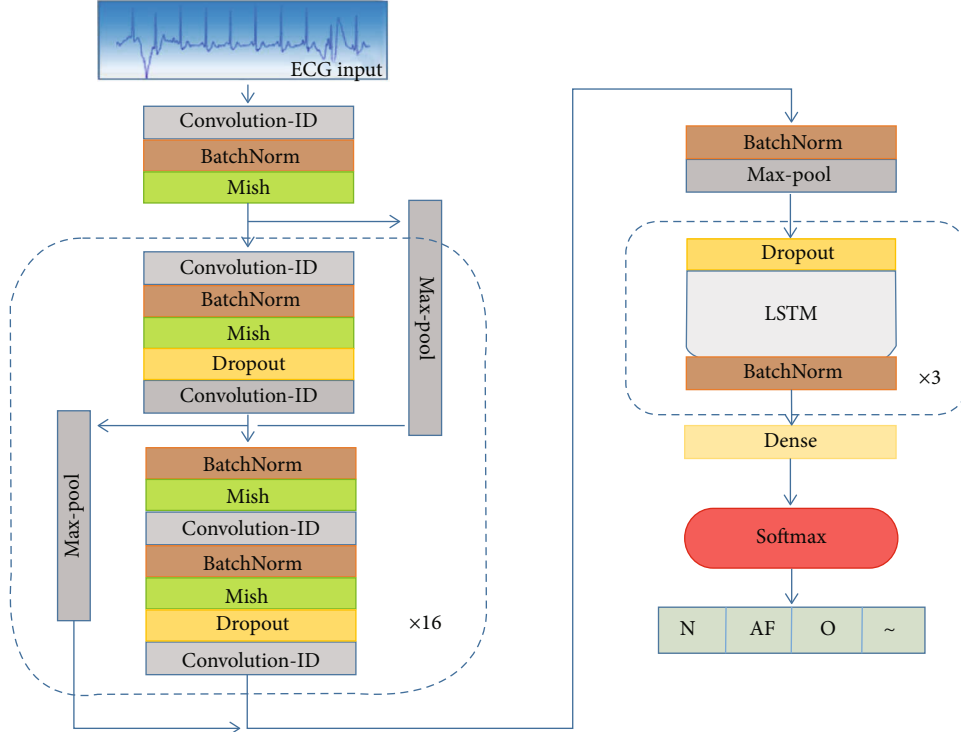 ECG input
Convolution-ID
BatchNorm
Mish
Convolution-ID
BatchNorm
Mish
Dropout
Convolution-ID
Max-pool
Max-pool
BatchNorm
Mish
Convolution-ID
BatchNorm
Mish
Dropout
×16
Convolution-ID
BatchNorm
Max-pool
Dropout
LSTM
BatchNorm
×3
Dense
Softmax
N AF O ~